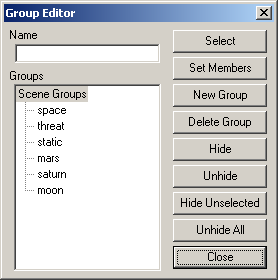 Group Editor
Name
Groups
Scene Groups
space
threat
static
mars
saturn
moon
Select
Set Members
New Group
Delete Group
Hide
Unhide
Hide Unselected
Unhide All
Close